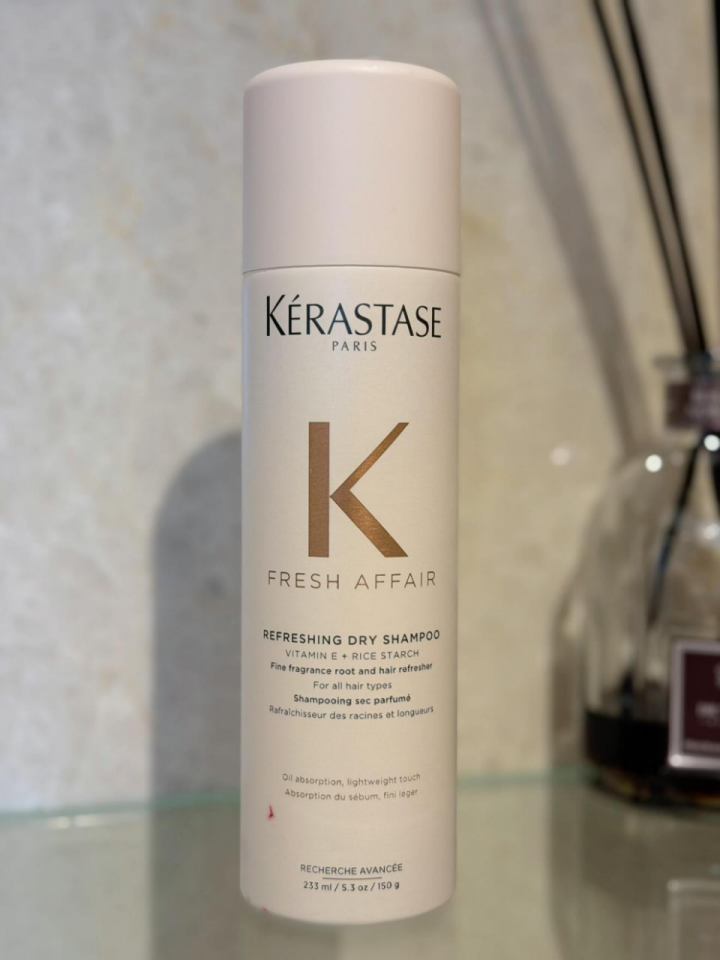 KÉRASTASE
PARIS
K
FRESH AFFAIR
REFRESHING DRY SHAMPOO
VITAMIN E + RICE STARCH
Fine fragrance root and hair refresher
For all hair types
Shampooing sec parfumé
Rafraîchisseur des racines et longueurs
Oil absorption, lightweight touch
Absorption du sébum, fini léger
RECHERCHE AVANCÉE
233 ml / 5.3 oz / 150 g